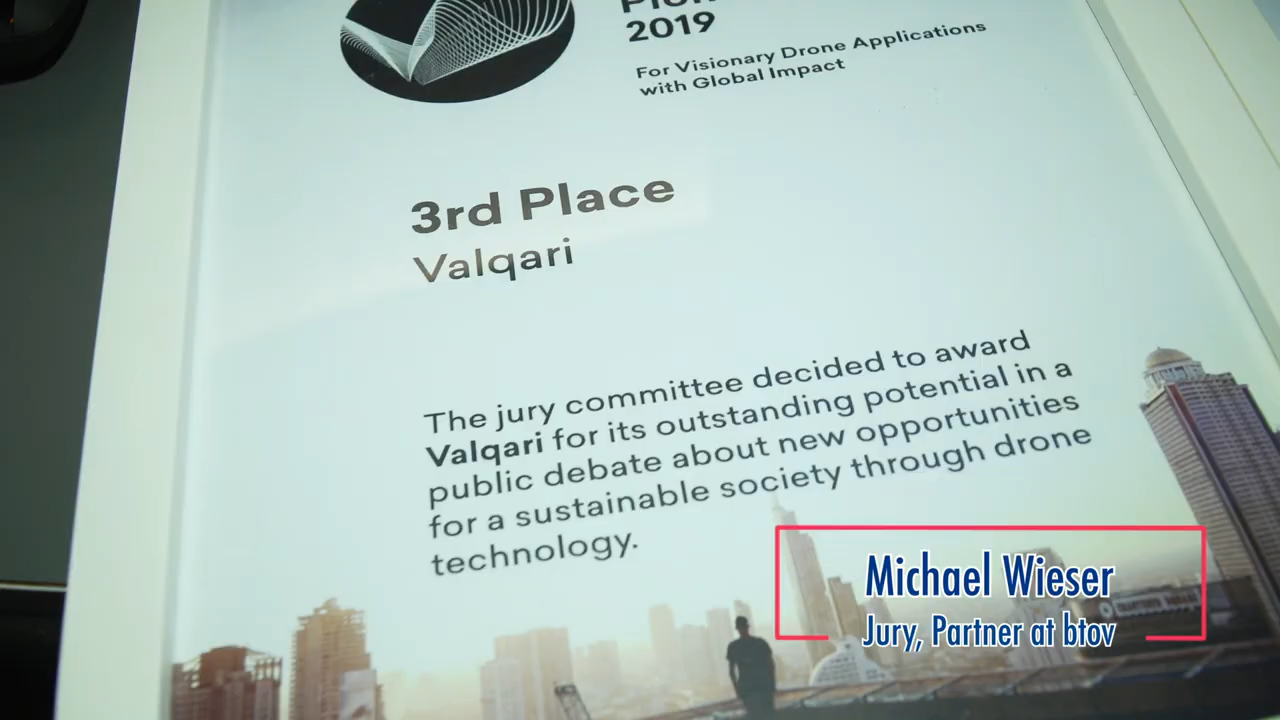 2019
For Visionary Drone Applications
with Global Impact
3rd Place
Valqari
The jury committee decided to award
Valqari for its outstanding potential in a
public debate about new opportunities
for a sustainable society through drone
technology.
Michael Wieser
Jury, Partner at btov